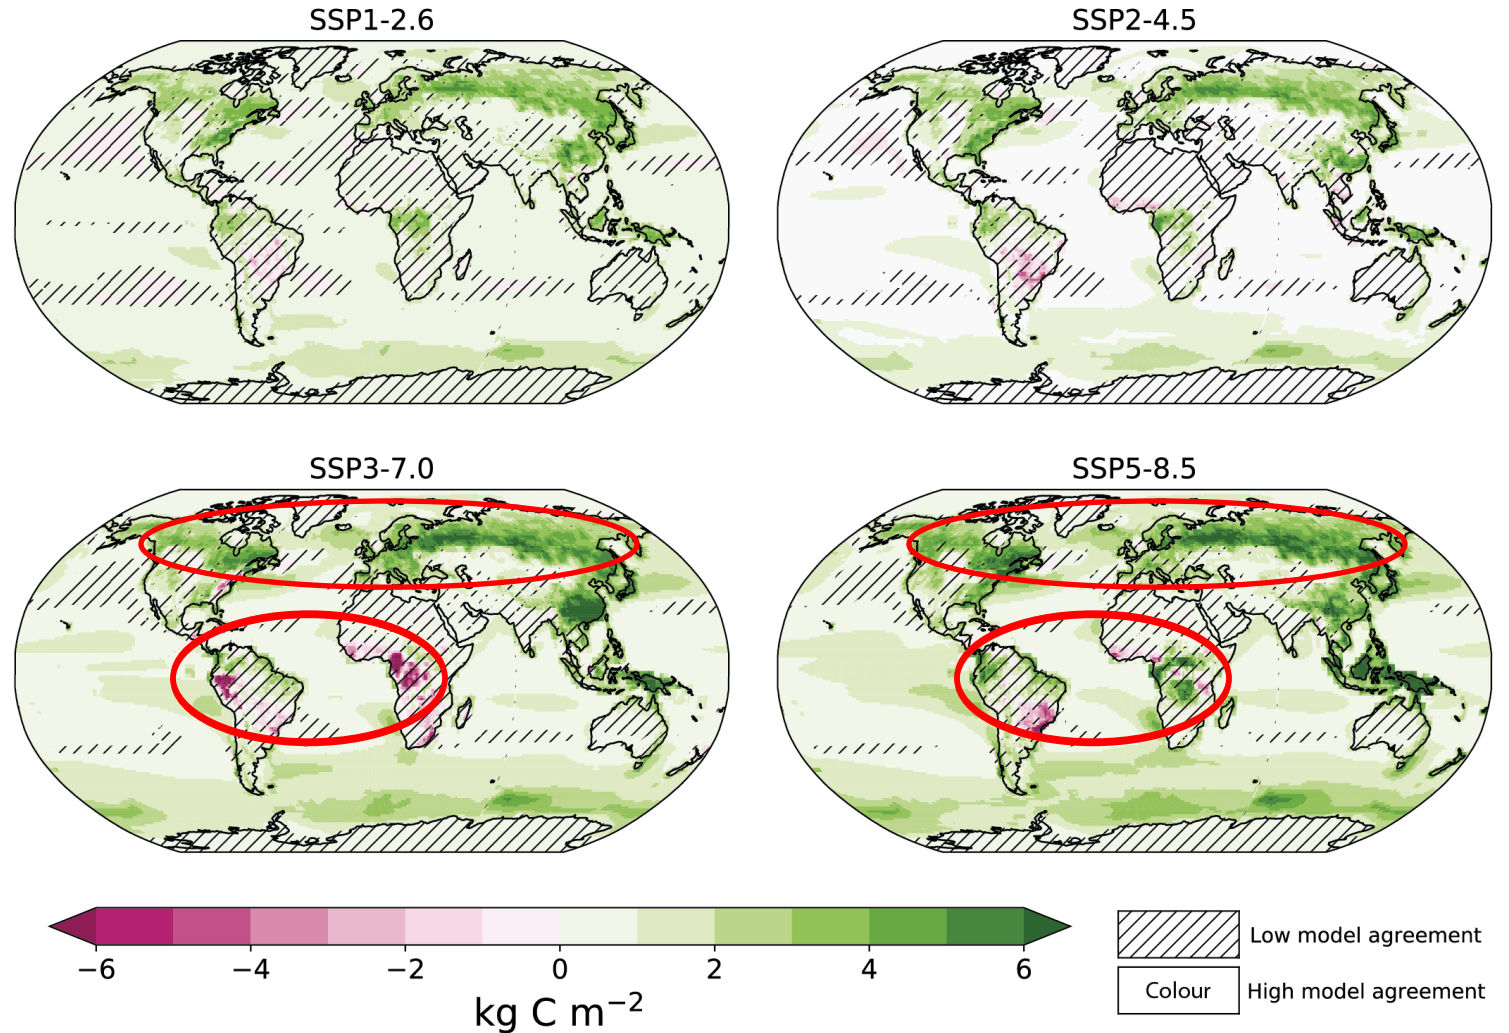 SSP1-2.6
SSP2-4.5
SSP3-7.0
SSP5-8.5
−6 −4 −2 0 2 4 6
kg C m⁻²
Low model agreement
Colour High model agreement